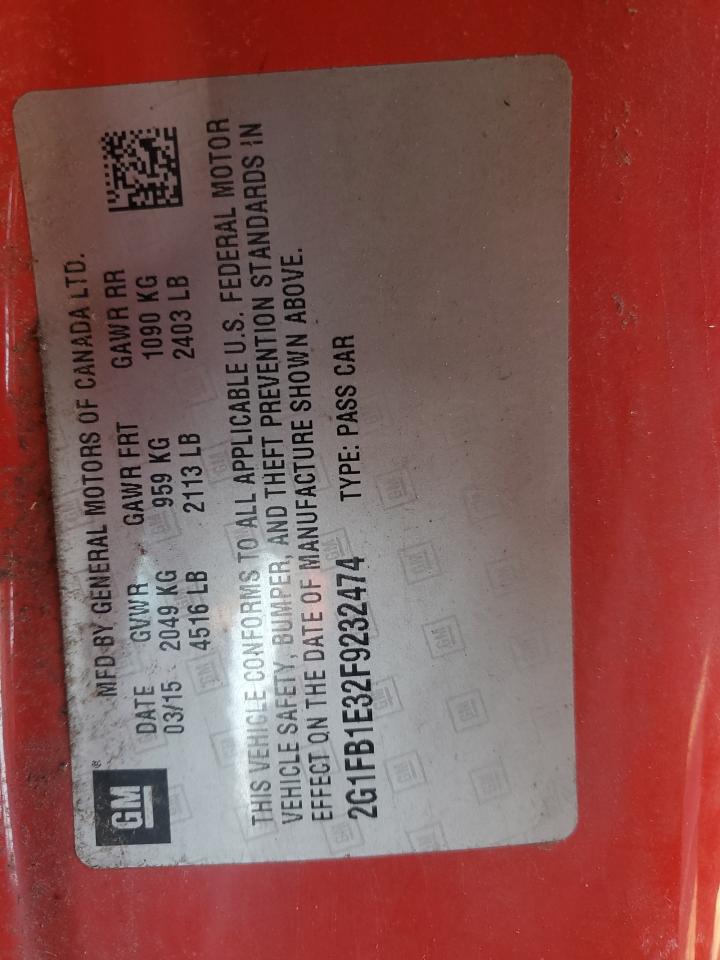 GM®
MFD BY GENERAL MOTORS OF CANADA LTD.
DATE GVWR GAWR FRT GAWR RR
03/15 2049 KG 959 KG 1090 KG
4516 LB 2113 LB 2403 LB
THIS VEHICLE CONFORMS TO ALL APPLICABLE U.S. FEDERAL MOTOR
VEHICLE SAFETY, BUMPER, AND THEFT PREVENTION STANDARDS IN
EFFECT ON THE DATE OF MANUFACTURE SHOWN ABOVE.
2G1FB1E32F9232474 TYPE: PASS CAR